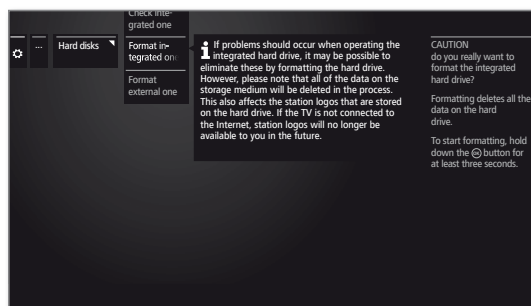 Check inte-
grated one
...
Hard disks
Format in-
tegrated one
Format
external one
If problems should occur when operating the
integrated hard drive, it may be possible to
eliminate these by formatting the hard drive.
However, please note that all of the data on the
storage medium will be deleted in the process.
This also affects the station logos that are stored
on the hard drive. If the TV is not connected to
the Internet, station logos will no longer be
available to you in the future.
CAUTION
do you really want to
format the integrated
hard drive?
Formatting deletes all the
data on the hard
drive.
To start formatting, hold
down the OK button for
at least three seconds.